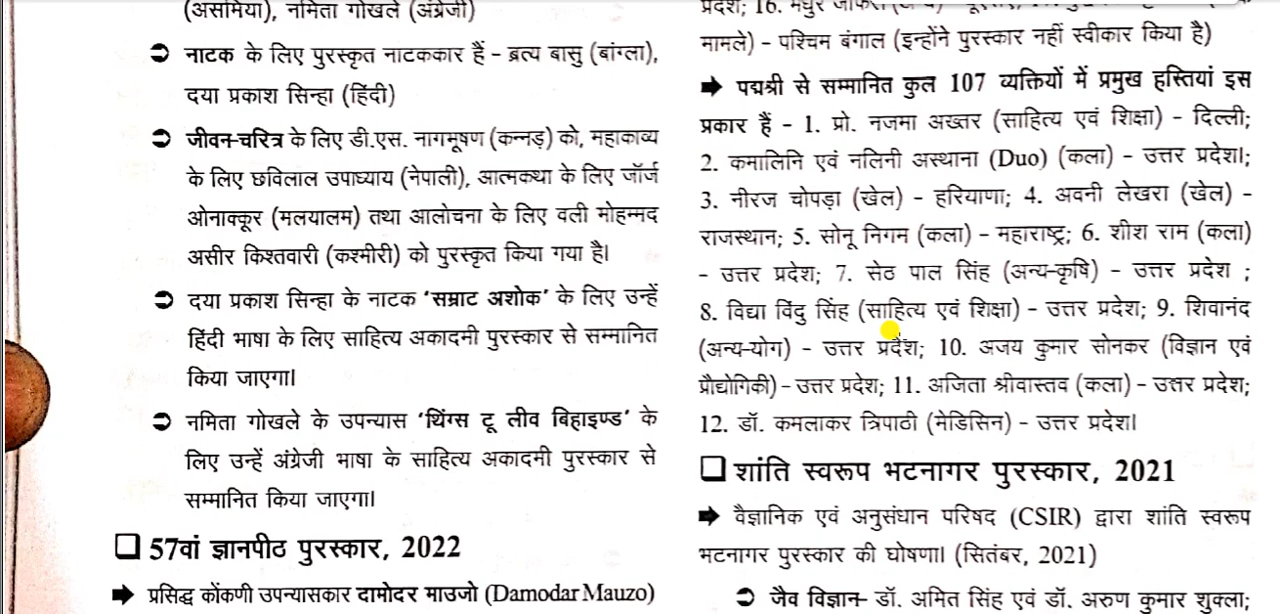 (असमिया), नमिता गोखले (अंग्रेजी)
नाटक के लिए पुरस्कृत नाटककार हैं – ब्रत्य बासु (बांग्ला),
दया प्रकाश सिन्हा (हिंदी)
जीवन-चरित्र के लिए डी.एस. नागभूषण (कन्नड़) को, महाकाव्य
के लिए छविलाल उपाध्याय (नेपाली), आत्मकथा के लिए जॉर्ज
ओनाक्कूर (मलयालम) तथा आलोचना के लिए वली मोहम्मद
असीर किश्तवारी (कश्मीरी) को पुरस्कृत किया गया है।
दया प्रकाश सिन्हा के नाटक ‘सम्राट अशोक’ के लिए उन्हें
हिंदी भाषा के लिए साहित्य अकादमी पुरस्कार से सम्मानित
किया जाएगा।
नमिता गोखले के उपन्यास ‘थिंग्स टू लीव बिहाइण्ड’ के
लिए उन्हें अंग्रेजी भाषा के साहित्य अकादमी पुरस्कार से
सम्मानित किया जाएगा।
57वां ज्ञानपीठ पुरस्कार, 2022
प्रसिद्ध कोंकणी उपन्यासकार दामोदर माउजो (Damodar Mauzo)
प्रदेश; 16. मधुर जाफरी
मामले) – पश्चिम बंगाल (इन्होंने पुरस्कार नहीं स्वीकार किया है)
पद्मश्री से सम्मानित कुल 107 व्यक्तियों में प्रमुख हस्तियां इस
प्रकार हैं – 1. प्रो. नजमा अख्तर (साहित्य एवं शिक्षा) – दिल्ली;
2. कमालिनि एवं नलिनी अस्थाना (Duo) (कला) – उत्तर प्रदेश।;
3. नीरज चोपड़ा (खेल) – हरियाणा; 4. अवनी लेखरा (खेल) –
राजस्थान; 5. सोनू निगम (कला) – महाराष्ट्र; 6. शीश राम (कला)
– उत्तर प्रदेश; 7. सेठ पाल सिंह (अन्य-कृषि) – उत्तर प्रदेश ;
8. विद्या विंदु सिंह (साहित्य एवं शिक्षा) – उत्तर प्रदेश; 9. शिवानंद
(अन्य-योग) – उत्तर प्रदेश; 10. अजय कुमार सोनकर (विज्ञान एवं
प्रौद्योगिकी) – उत्तर प्रदेश; 11. अजिता श्रीवास्तव (कला) – उत्तर प्रदेश;
12. डॉ. कमलाकर त्रिपाठी (मेडिसिन) – उत्तर प्रदेश।
शांति स्वरूप भटनागर पुरस्कार, 2021
वैज्ञानिक एवं अनुसंधान परिषद (CSIR) द्वारा शांति स्वरूप
भटनागर पुरस्कार की घोषणा। (सितंबर, 2021)
जैव विज्ञान– डॉ. अमित सिंह एवं डॉ. अरुण कुमार शुक्ला;